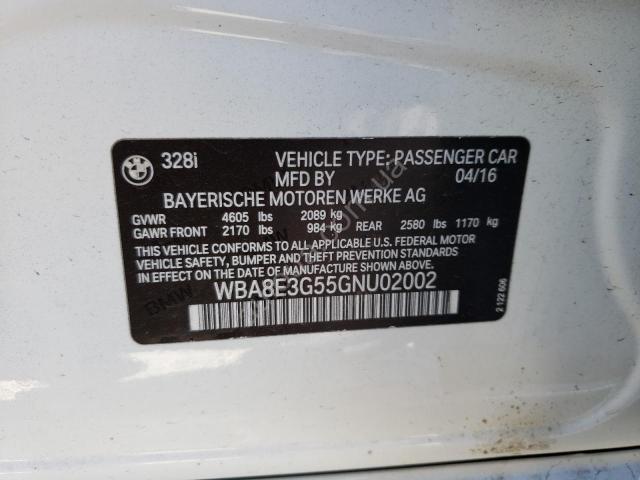 328i VEHICLE TYPE: PASSENGER CAR
MFD BY 04/16
BAYERISCHE MOTOREN WERKE AG
GVWR 4605 lbs 2089 kg
GAWR FRONT 2170 lbs 984 kg REAR 2580 lbs 1170 kg
THIS VEHICLE CONFORMS TO ALL APPLICABLE U.S. FEDERAL MOTOR
VEHICLE SAFETY, BUMPER AND THEFT PREVENTION STANDARDS
IN EFFECT ON THE DATE OF MANUFACTURE SHOWN ABOVE.
WBA8E3G55GNU02002
2 122 606